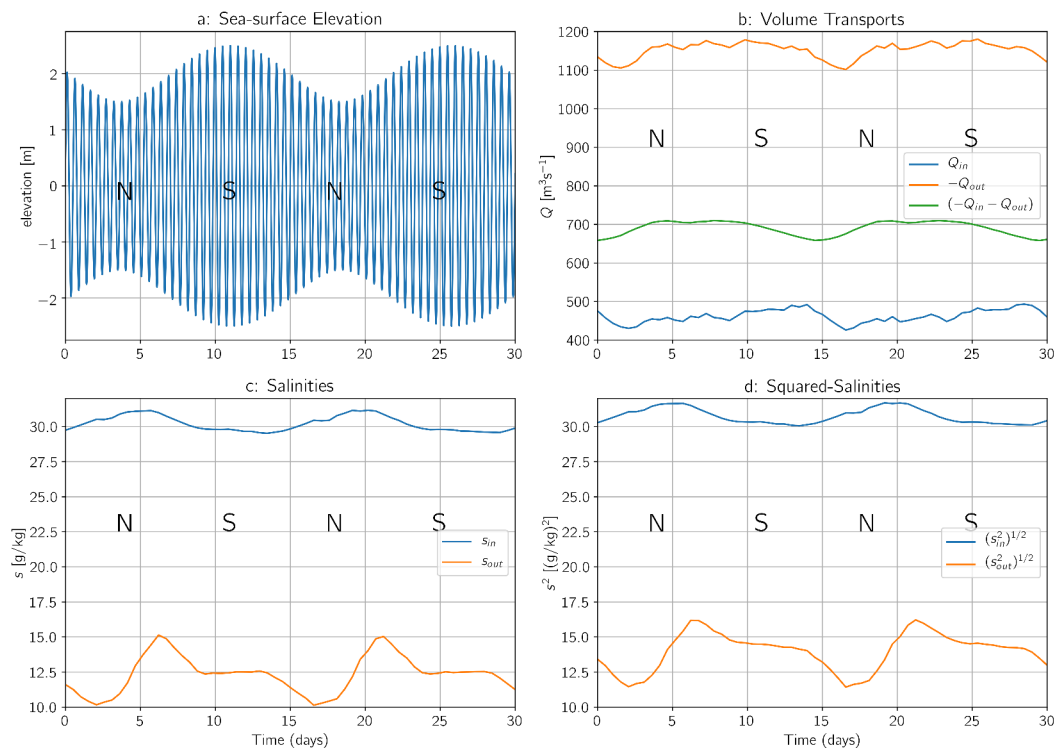 a: Sea-surface Elevation
elevation [m]
2
1
0
−1
−2
N
S
N
S
0 5 10 15 20 25 30
b: Volume Transports
Q [m³s⁻¹]
1200
1100
1000
900
800
700
600
500
400
N
S
N
S
Q_in
−Q_out
(−Q_in − Q_out)
0 5 10 15 20 25 30
c: Salinities
s [g/kg]
30.0
27.5
25.0
22.5
20.0
17.5
15.0
12.5
10.0
N
S
N
S
s_in
s_out
0 5 10 15 20 25 30
Time (days)
d: Squared-Salinities
s² [(g/kg)²]
30.0
27.5
25.0
22.5
20.0
17.5
15.0
12.5
10.0
N
S
N
S
(s²_in)^1/2
(s²_out)^1/2
0 5 10 15 20 25 30
Time (days)